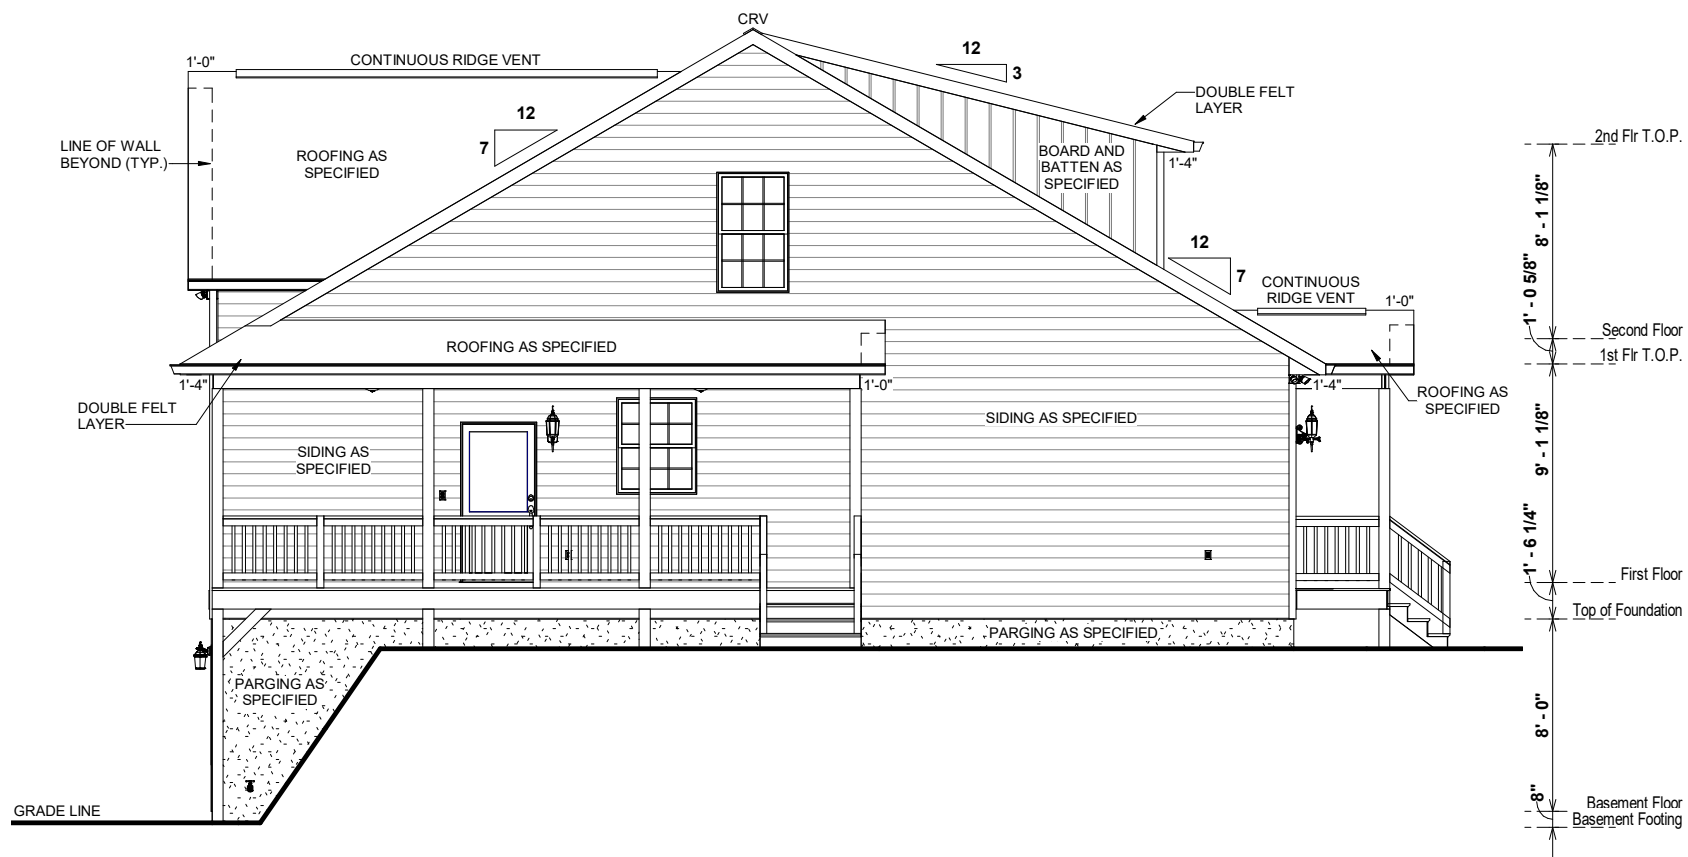 CRV
1'-0"
CONTINUOUS RIDGE VENT
12
3
DOUBLE FELT
LAYER
12
7
LINE OF WALL
BEYOND (TYP.)
ROOFING AS
SPECIFIED
BOARD AND
BATTEN AS
SPECIFIED
1'-4"
2nd Flr T.O.P.
8' - 1 1/8"
12
7
CONTINUOUS
RIDGE VENT
1'-0"
1' - 0 5/8"
Second Floor
1st Flr T.O.P.
ROOFING AS SPECIFIED
1'-4"
1'-0"
1'-4"
DOUBLE FELT
LAYER
ROOFING AS
SPECIFIED
SIDING AS SPECIFIED
SIDING AS
SPECIFIED
9' - 1 1/8"
1' - 6 1/4"
First Floor
Top of Foundation
PARGING AS SPECIFIED
PARGING AS
SPECIFIED
8' - 0"
8"
GRADE LINE
Basement Floor
Basement Footing